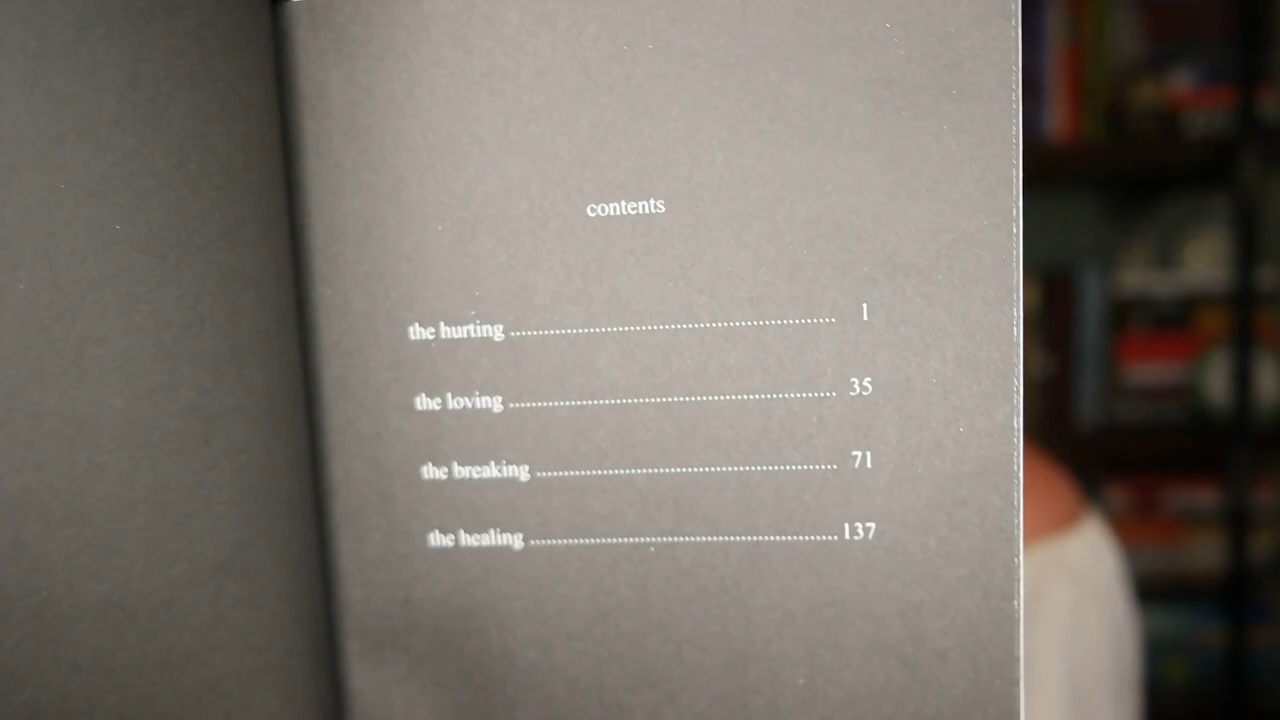 contents
the hurting ........................................................ 1
the loving ........................................................ 35
the breaking ................................................... 71
the healing .....................................................137